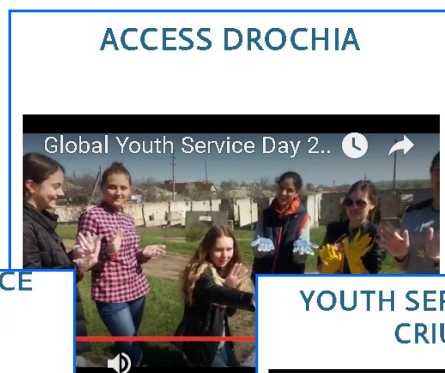 ACCESS DROCHIA
Global Youth Service Day 2..
CE
YOUTH SER
CRIU